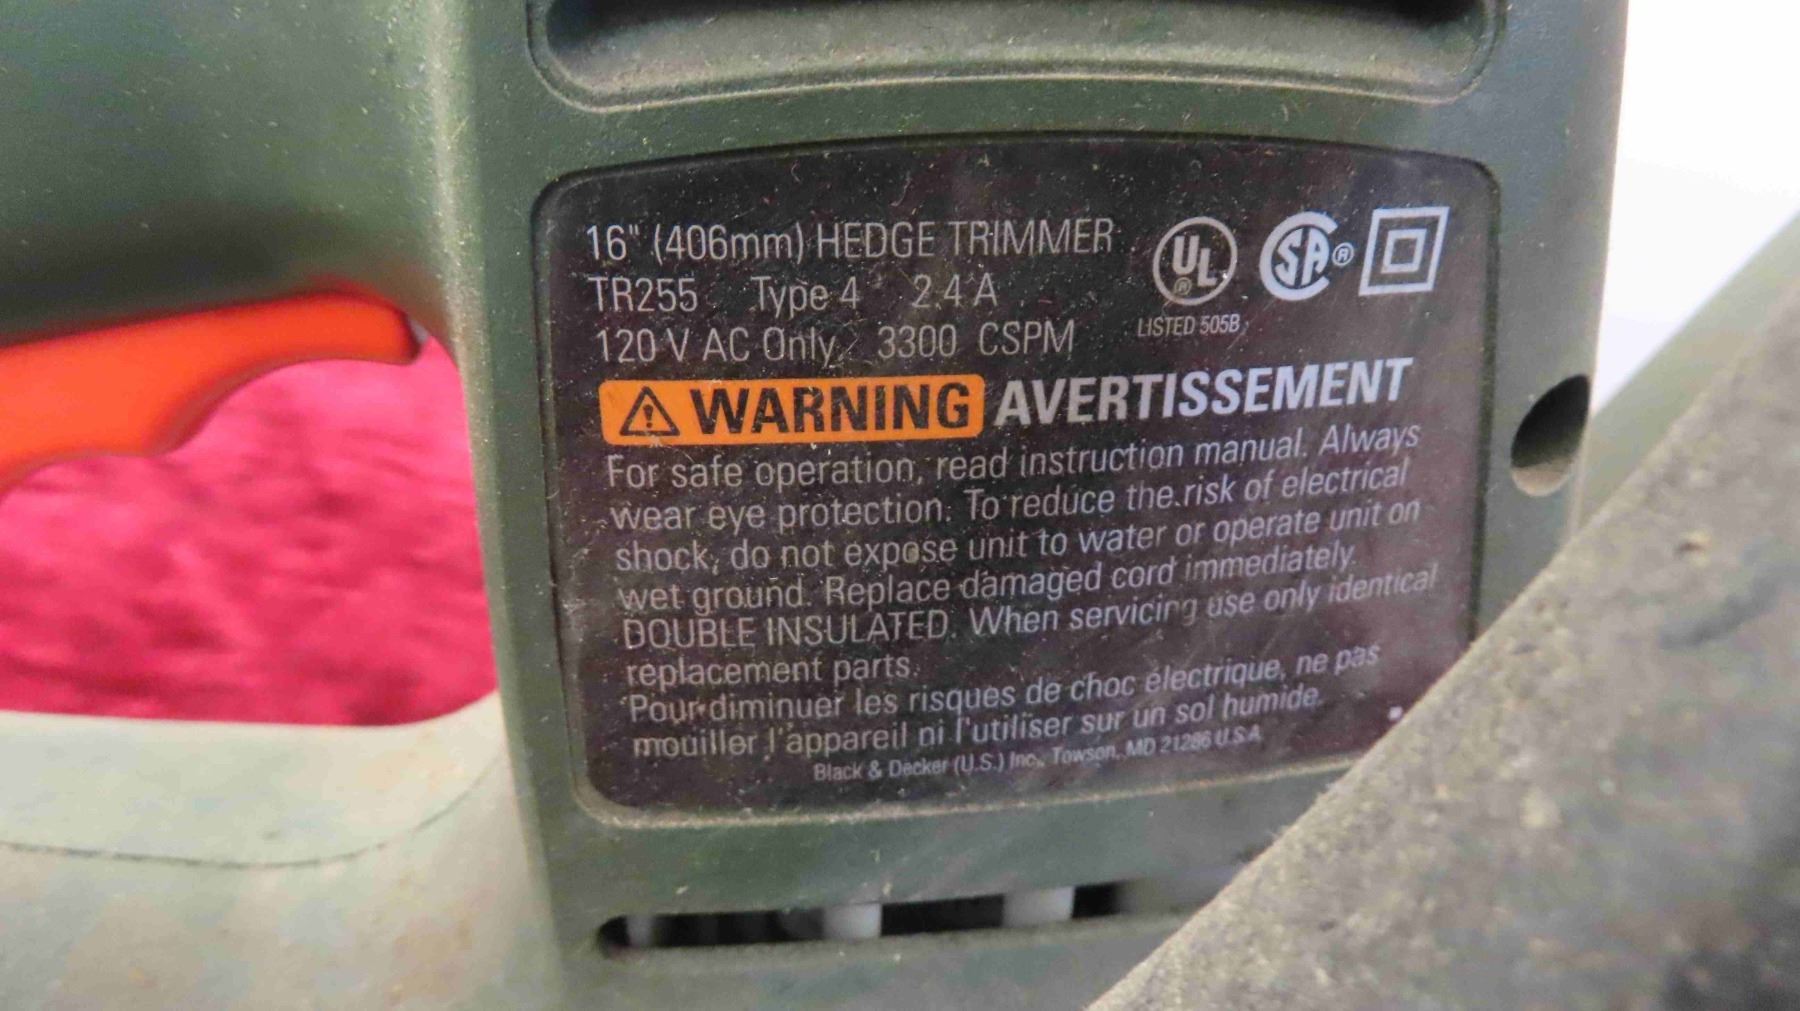 16" (406mm) HEDGE TRIMMER
TR255 Type 4 2.4 A
120 V AC Only 3300 CSPM
UL ®
SA ®
LISTED 505B
WARNING AVERTISSEMENT
For safe operation, read instruction manual. Always
wear eye protection. To reduce the risk of electrical
shock, do not expose unit to water or operate unit on
wet ground. Replace damaged cord immediately.
DOUBLE INSULATED. When servicing use only identical
replacement parts.
Pour diminuer les risques de choc électrique, ne pas
mouiller l'appareil ni l'utiliser sur un sol humide.
Black & Decker (U.S.) Inc., Towson, MD 21286 U.S.A